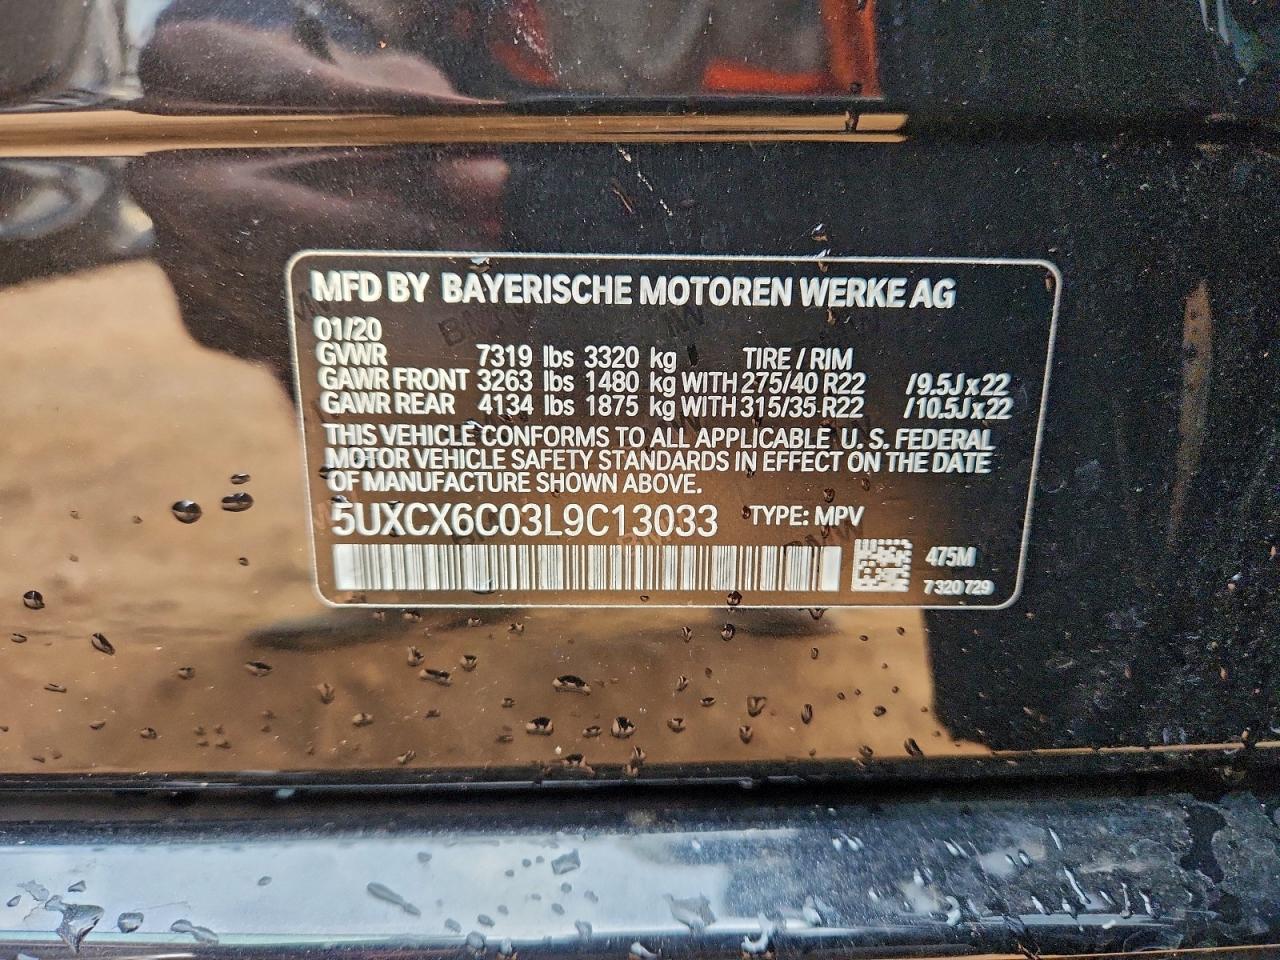 MFD BY BAYERISCHE MOTOREN WERKE AG
01/20
GVWR 7319 lbs 3320 kg TIRE / RIM
GAWR FRONT 3263 lbs 1480 kg WITH 275/40 R22 /9.5J x 22
GAWR REAR 4134 lbs 1875 kg WITH 315/35 R22 /10.5J x 22
THIS VEHICLE CONFORMS TO ALL APPLICABLE U. S. FEDERAL
MOTOR VEHICLE SAFETY STANDARDS IN EFFECT ON THE DATE
OF MANUFACTURE SHOWN ABOVE.
5UXCX6C03L9C13033 TYPE: MPV
475M
7 320 729